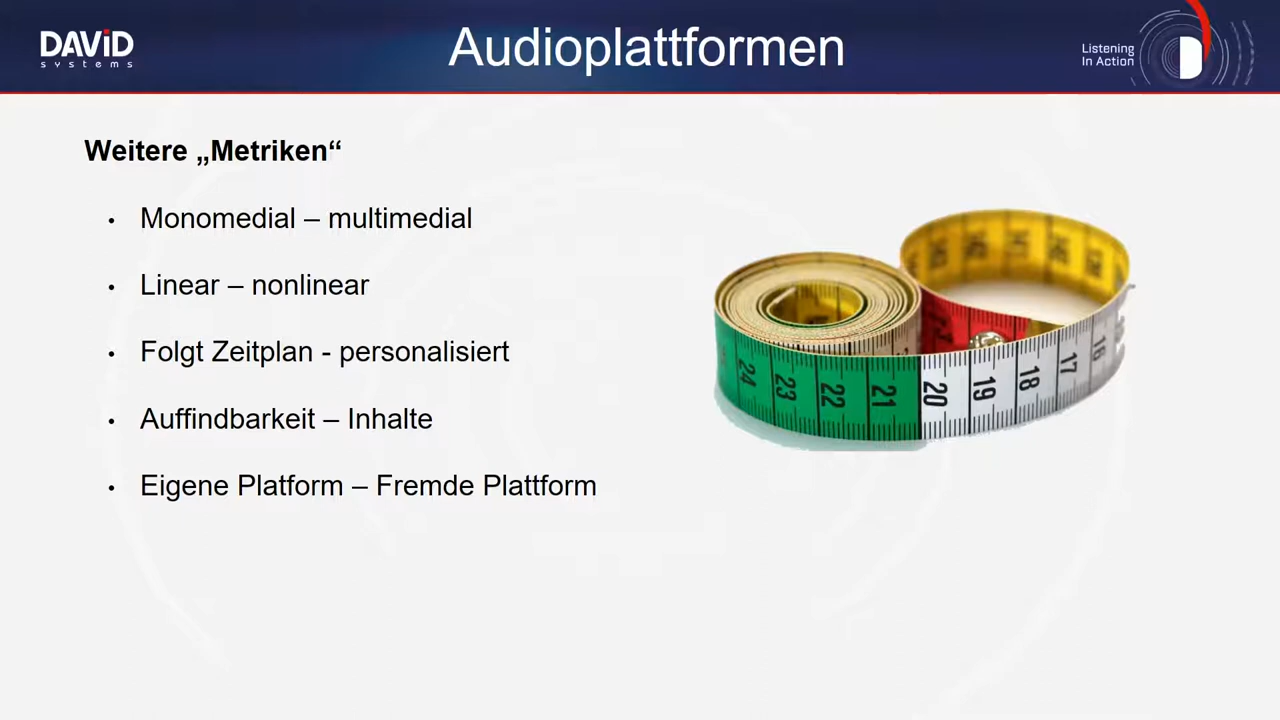 DAVID
systems
Audioplattformen
Listening
In Action
Weitere „Metriken“
• Monomedial – multimedial
• Linear – nonlinear
• Folgt Zeitplan - personalisiert
• Auffindbarkeit – Inhalte
• Eigene Platform – Fremde Plattform
24 23 22 21 20 19 18 17 16